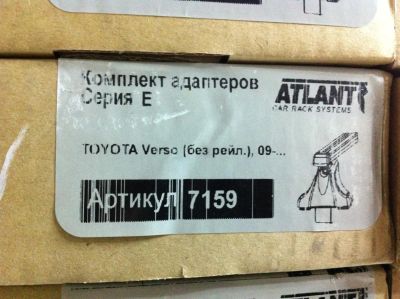 Комплект адаптеров
Серия E
ATLANT
CAR RACK SYSTEMS
TOYOTA Verso (без рейл.), 09-...
Артикул 7159